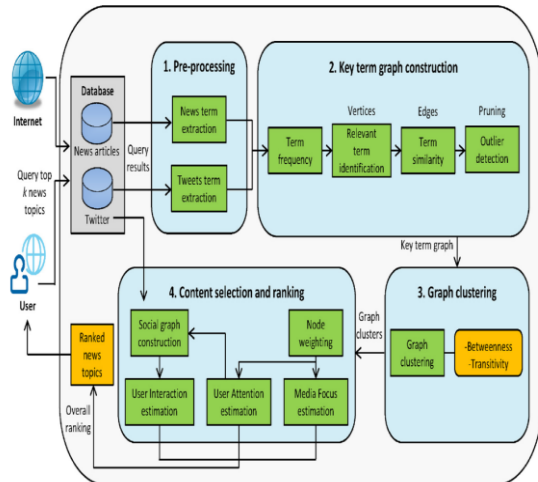 Internet
Query top
k news
topics
User
Database
News articles
Twitter
Query
results
1. Pre-processing
News term
extraction
Tweets term
extraction
2. Key term graph construction
Vertices
Edges
Pruning
Term
frequency
Relevant
term
identification
Term
similarity
Outlier
detection
Key term graph
3. Graph clustering
Graph
clustering
-Betweenness
-Transitivity
Graph
clusters
4. Content selection and ranking
Social graph
construction
Node
weighting
User Interaction
estimation
User Attention
estimation
Media Focus
estimation
Ranked
news
topics
Overall
ranking